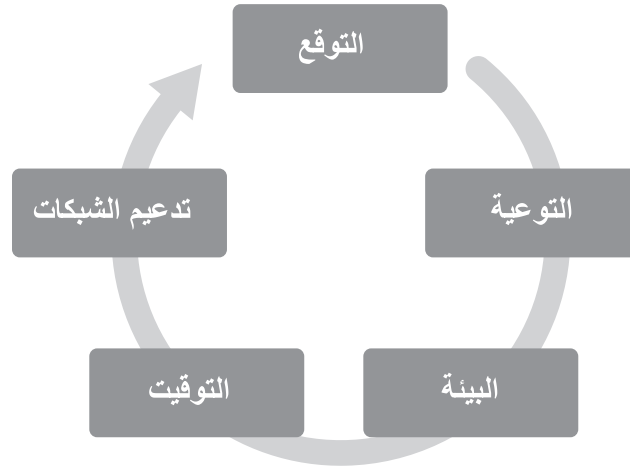 التوقع
التوعية
البيئة
التوقيت
تدعيم الشبكات